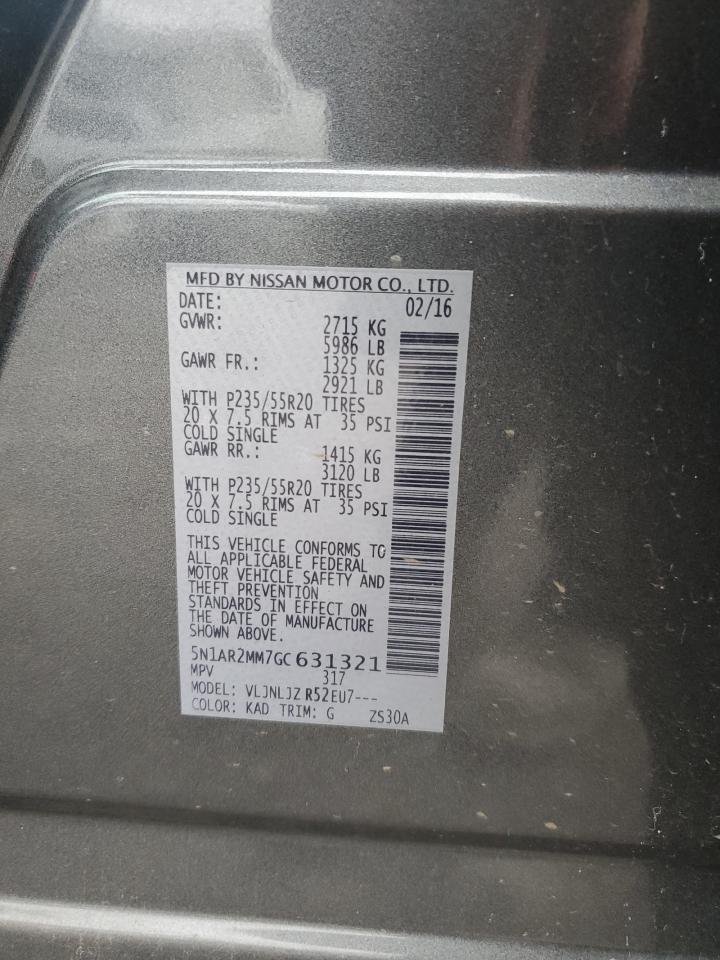 MFD BY NISSAN MOTOR CO., LTD.
DATE: 02/16
GVWR: 2715 KG
5986 LB
GAWR FR.: 1325 KG
2921 LB
WITH P235/55R20 TIRES
20 X 7.5 RIMS AT 35 PSI
COLD SINGLE
GAWR RR.: 1415 KG
3120 LB
WITH P235/55R20 TIRES
20 X 7.5 RIMS AT 35 PSI
COLD SINGLE
THIS VEHICLE CONFORMS TO
ALL APPLICABLE FEDERAL
MOTOR VEHICLE SAFETY AND
THEFT PREVENTION
STANDARDS IN EFFECT ON
THE DATE OF MANUFACTURE
SHOWN ABOVE.
5N1AR2MM7GC 631321
MPV 317
MODEL: VLJNLJZ R52EU7---
COLOR: KAD TRIM: G ZS30A